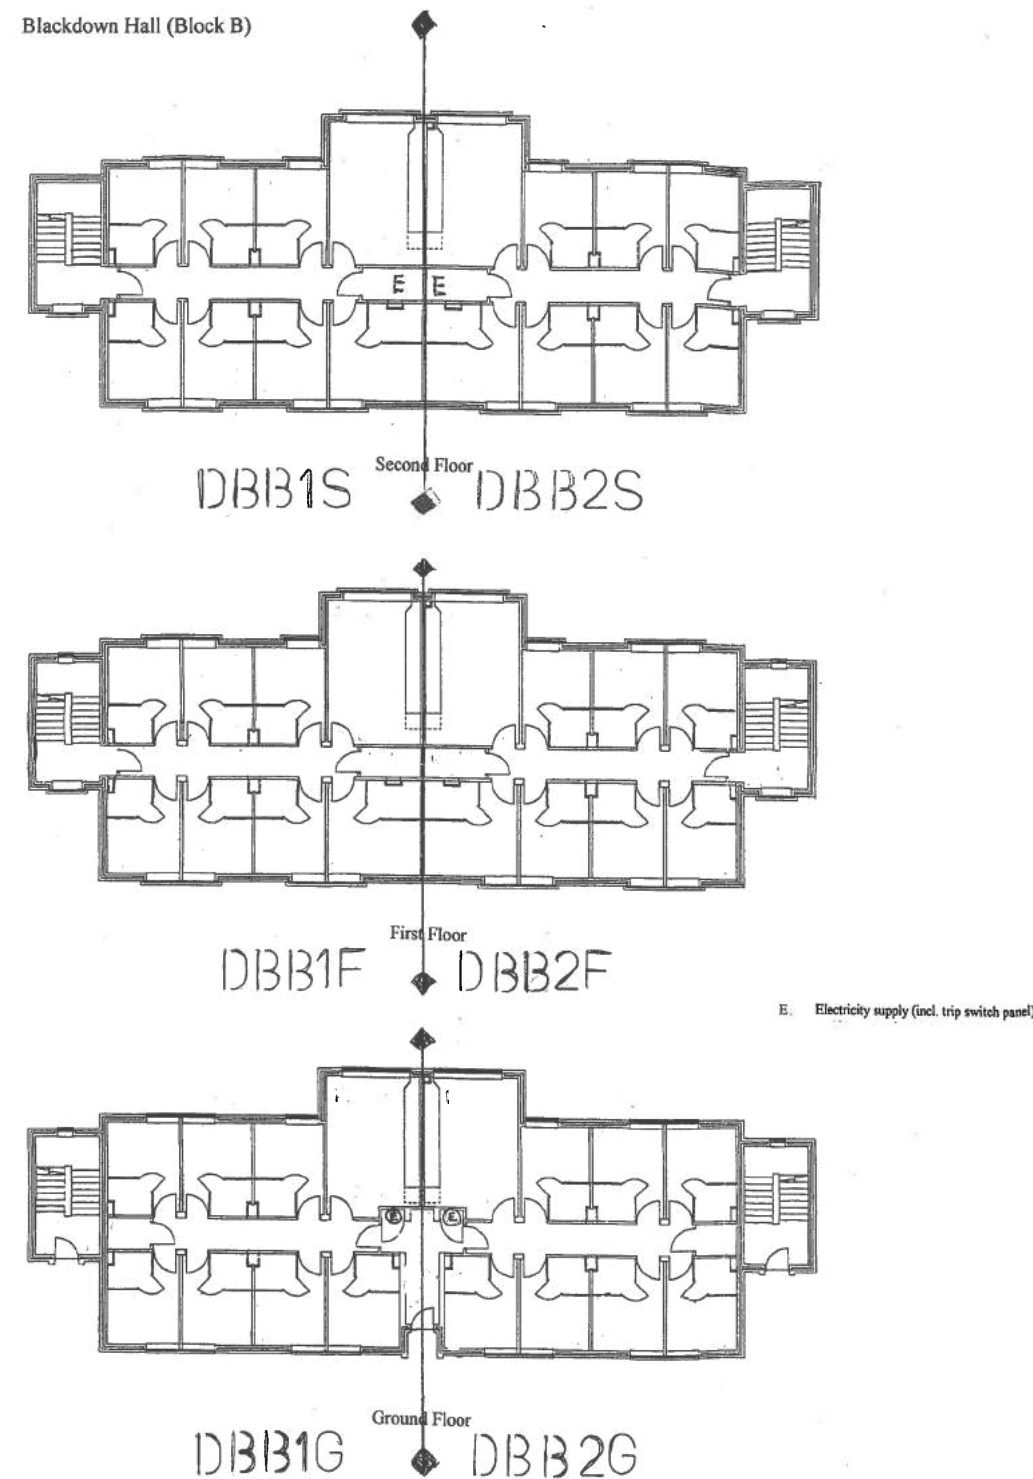 Blackdown Hall (Block B)
E E
Second Floor
DBB1S DBB2S
First Floor
DBB1F DBB2F
E. Electricity supply (incl. trip switch panel)
E E
Ground Floor
DBB1G DBB2G